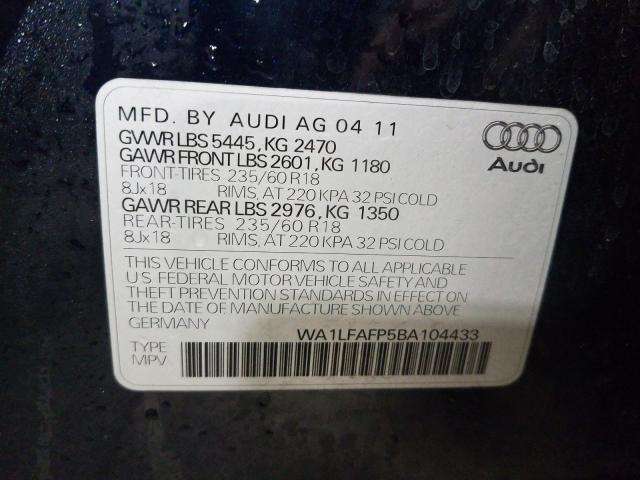 MFD. BY AUDI AG 04 11
GVWR LBS 5445, KG 2470
GAWR FRONT LBS 2601, KG 1180
FRONT-TIRES 235/60 R18
8Jx18 RIMS, AT 220 KPA 32 PSI COLD
GAWR REAR LBS 2976, KG 1350
REAR-TIRES 235/60 R18
8Jx18 RIMS, AT 220 KPA 32 PSI COLD
Audi
THIS VEHICLE CONFORMS TO ALL APPLICABLE
U.S. FEDERAL MOTOR VEHICLE SAFETY AND
THEFT PREVENTION STANDARDS IN EFFECT ON
THE DATE OF MANUFACTURE SHOWN ABOVE
GERMANY
WA1LFAFP5BA104433
TYPE
MPV